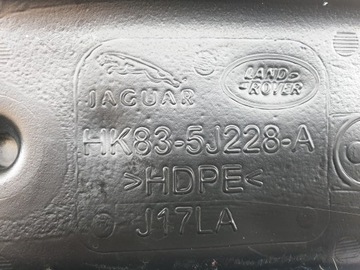 JAGUAR
LAND
ROVER
HK83-5J228-A
>HDPE<
J17LA